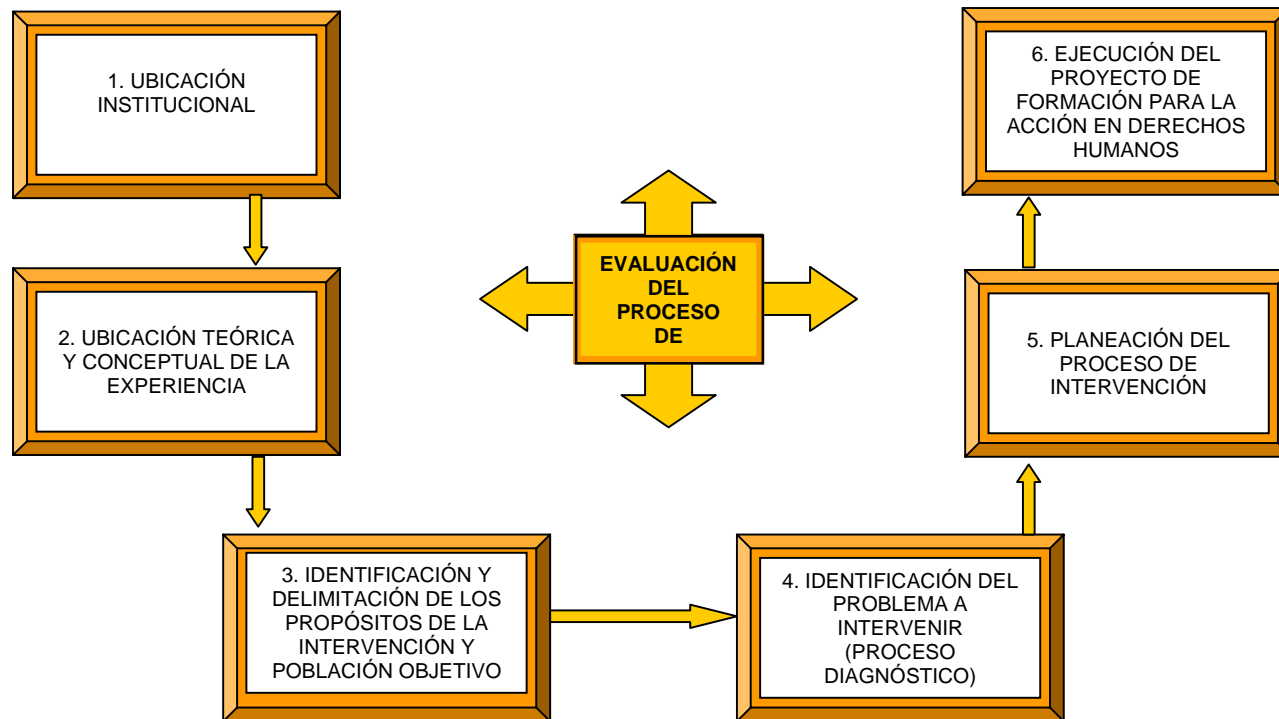 1. UBICACIÓN
INSTITUCIONAL
2. UBICACIÓN TEÓRICA
Y CONCEPTUAL DE LA
EXPERIENCIA
3. IDENTIFICACIÓN Y
DELIMITACIÓN DE LOS
PROPÓSITOS DE LA
INTERVENCIÓN Y
POBLACIÓN OBJETIVO
4. IDENTIFICACIÓN DEL
PROBLEMA A
INTERVENIR
(PROCESO
DIAGNÓSTICO)
5. PLANEACIÓN DEL
PROCESO DE
INTERVENCIÓN
6. EJECUCIÓN DEL
PROYECTO DE
FORMACIÓN PARA LA
ACCIÓN EN DERECHOS
HUMANOS
EVALUACIÓN
DEL
PROCESO
DE